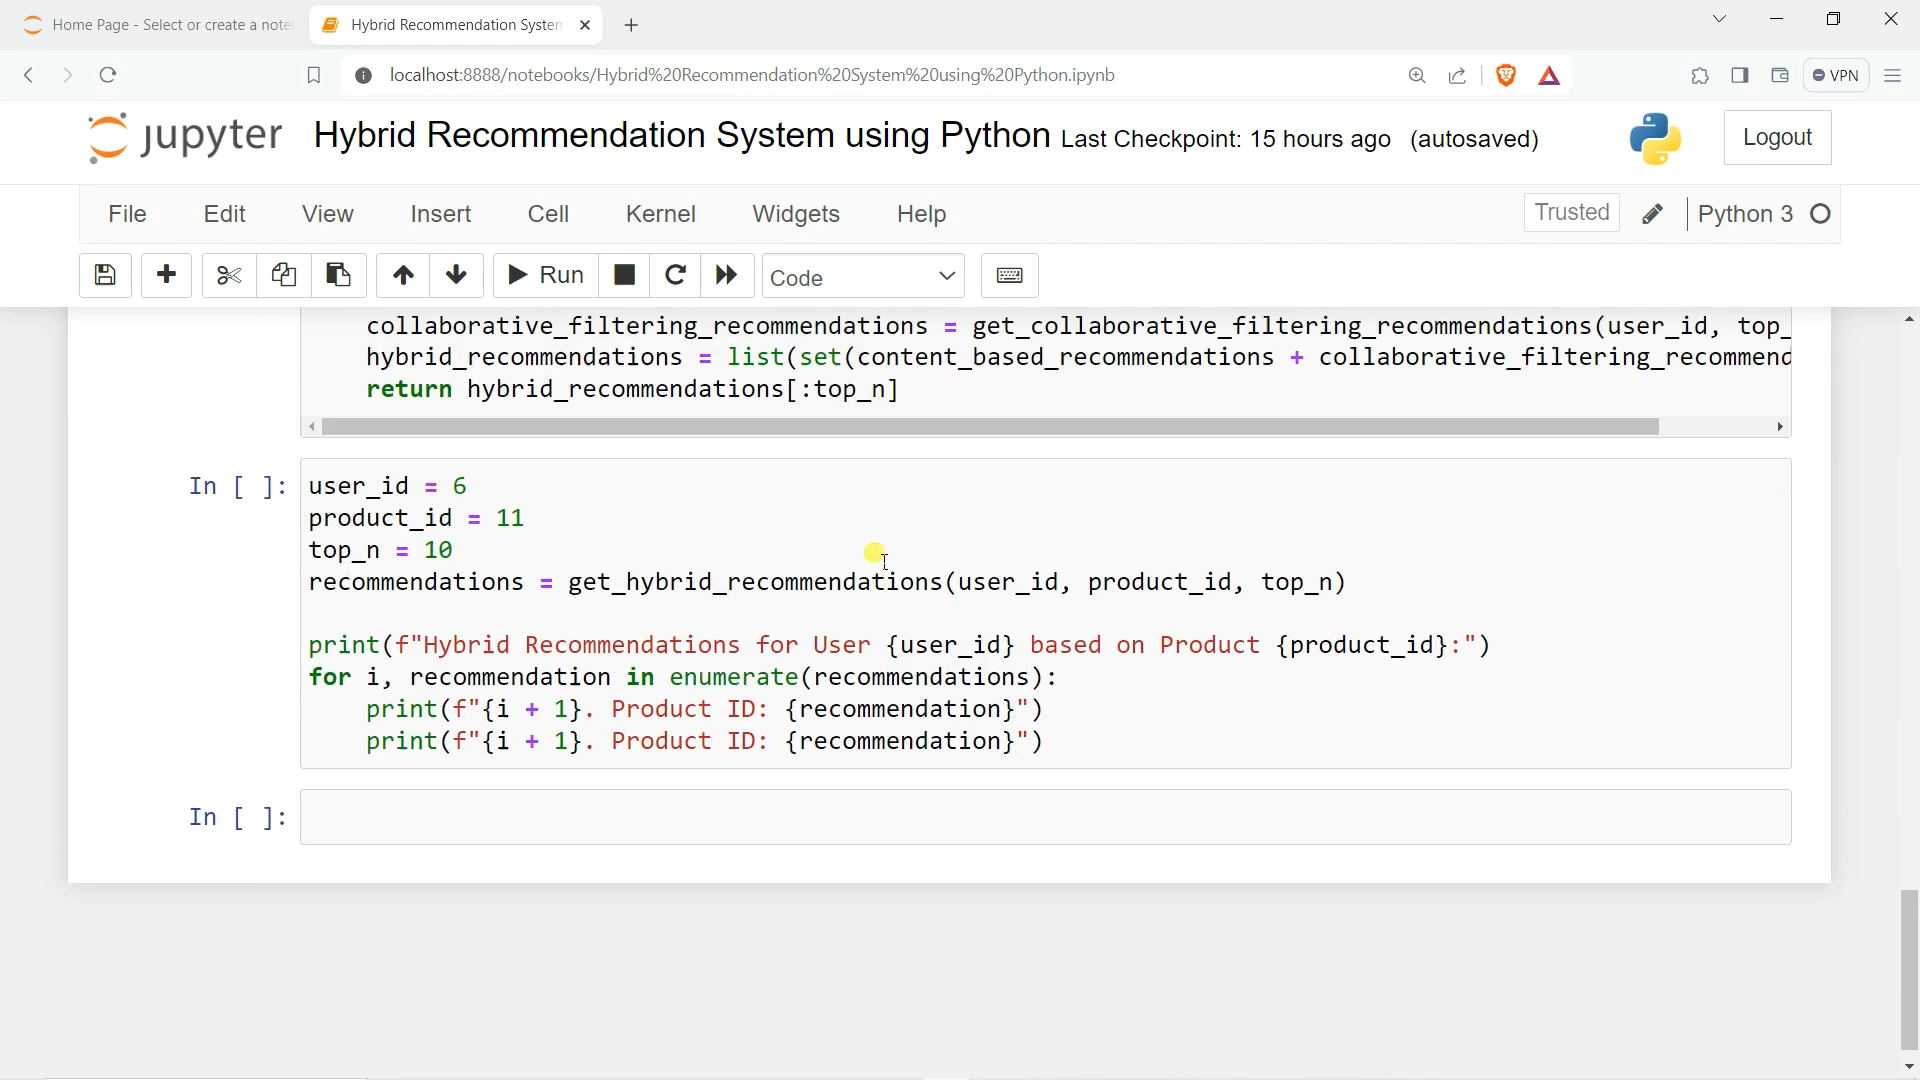 Home Page - Select or create a note
Hybrid Recommendation System
localhost:8888/notebooks/Hybrid%20Recommendation%20System%20using%20Python.ipynb
VPN
jupyter Hybrid Recommendation System using Python Last Checkpoint: 15 hours ago (autosaved)
Logout
File Edit View Insert Cell Kernel Widgets Help
Trusted
Python 3
Run
Code
collaborative_filtering_recommendations = get_collaborative_filtering_recommendations(user_id, top_
hybrid_recommendations = list(set(content_based_recommendations + collaborative_filtering_recommend
return hybrid_recommendations[:top_n]
In [ ]:
user_id = 6
product_id = 11
top_n = 10
recommendations = get_hybrid_recommendations(user_id, product_id, top_n)
print(f"Hybrid Recommendations for User {user_id} based on Product {product_id}:")
for i, recommendation in enumerate(recommendations):
print(f"{i + 1}. Product ID: {recommendation}")
print(f"{i + 1}. Product ID: {recommendation}")
In [ ]: